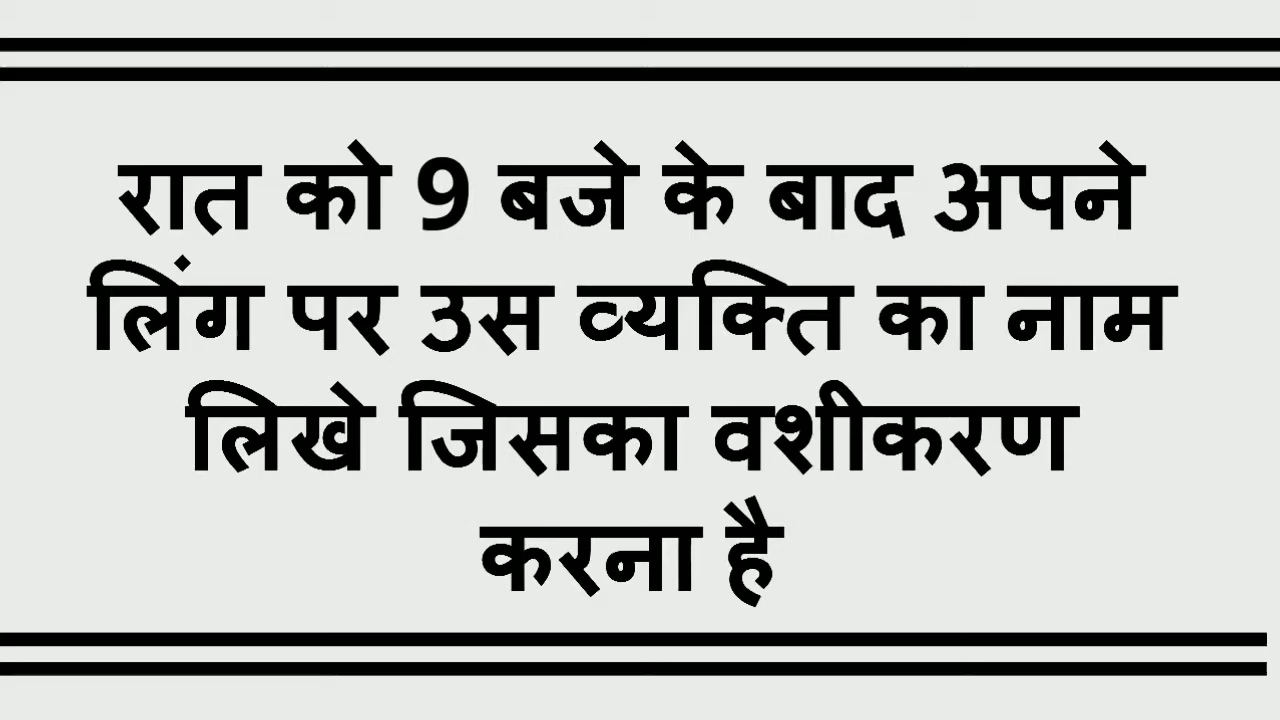 रात को 9 बजे के बाद अपने
लिंग पर उस व्यक्ति का नाम
लिखे जिसका वशीकरण
करना है